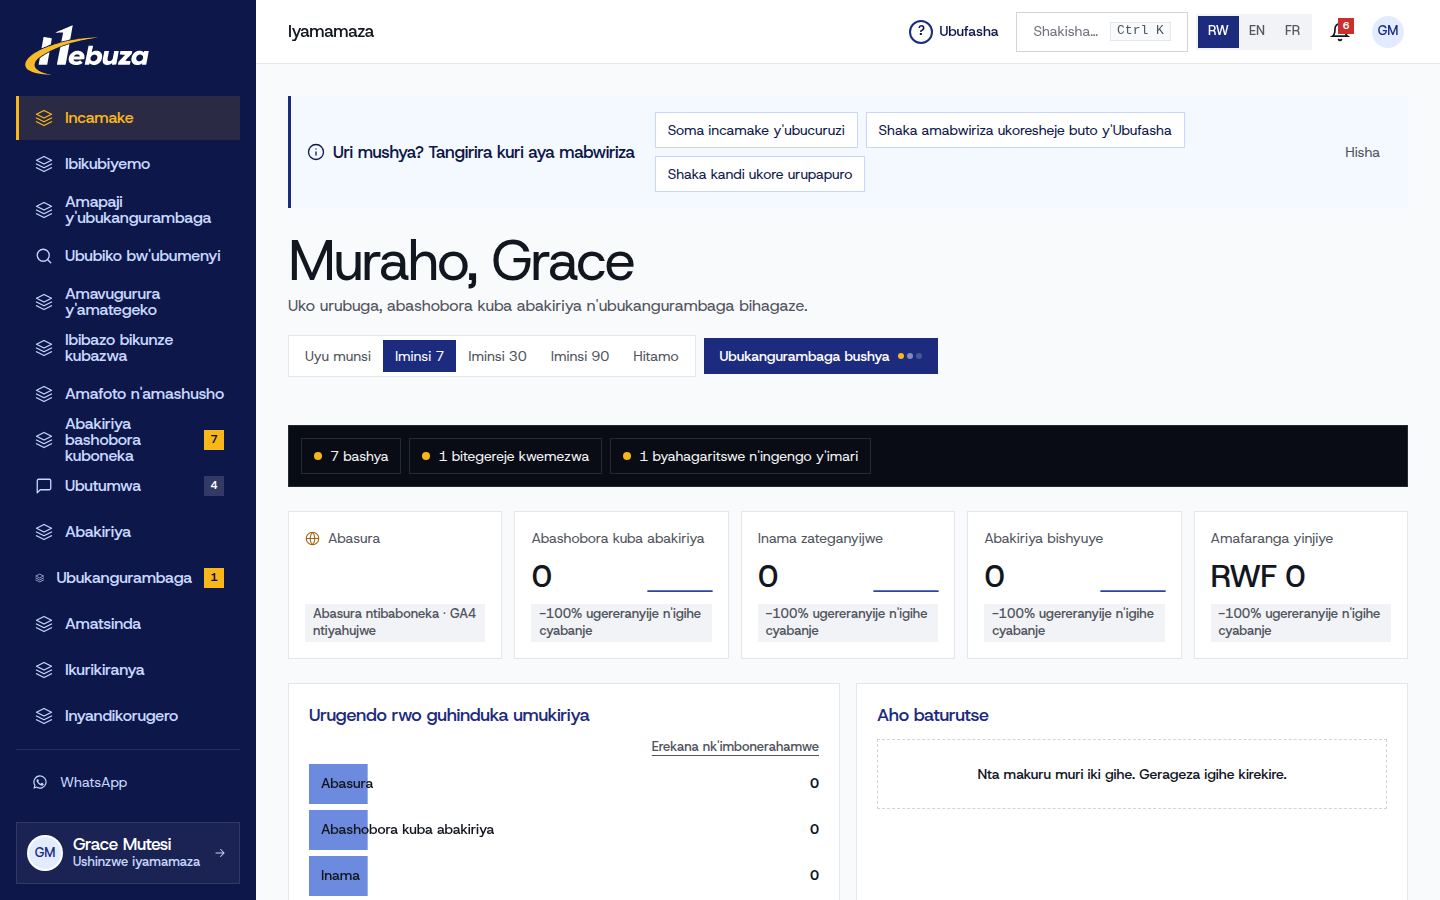 Hebuza
Incamake
Ibikubiyemo
Amapaji
y'ubukangurambaga
Ububiko bw'ubumenyi
Amavugurura
y'amategeko
Ibibazo bikunze
kubazwa
Amafoto n'amashusho
Abakiriya
bashobora
kuboneka
7
Ubutumwa
4
Abakiriya
Ubukangurambaga
1
Amatsinda
Ikurikiranya
Inyandikorugero
WhatsApp
GM
Grace Mutesi
Ushinzwe iyamamaza
Iyamamaza
? Ubufasha
Shakisha... Ctrl K
RW EN FR
6
GM
Uri mushya? Tangirira kuri aya mabwiriza
Soma incamake y'ubucuruzi
Shaka amabwiriza ukoresheje buto y'Ubufasha
Shaka kandi ukore urupapuro
Hisha
Muraho, Grace
Uko urubuga, abashobora kuba abakiriya n'ubukangurambaga bihagaze.
Uyu munsi Iminsi 7 Iminsi 30 Iminsi 90 Hitamo
Ubukangurambaga bushya
7 bashya
1 bitegereje kwemezwa
1 byahagaritswe n'ingengo y'imari
Abasura
Abasura ntibaboneka · GA4
ntiyahujwe
Abashobora kuba abakiriya
0
−100% ugereranyije n'igihe
cyabanje
Inama zateganyijwe
0
−100% ugereranyije n'igihe
cyabanje
Abakiriya bishyuye
0
−100% ugereranyije n'igihe
cyabanje
Amafaranga yinjiye
RWF 0
−100% ugereranyije n'igihe
cyabanje
Urugendo rwo guhinduka umukiriya
Erekana nk'imbonerahamwe
Abasura 0
Abashobora kuba abakiriya 0
Inama 0
Aho baturutse
Nta makuru muri iki gihe. Gerageza igihe kirekire.